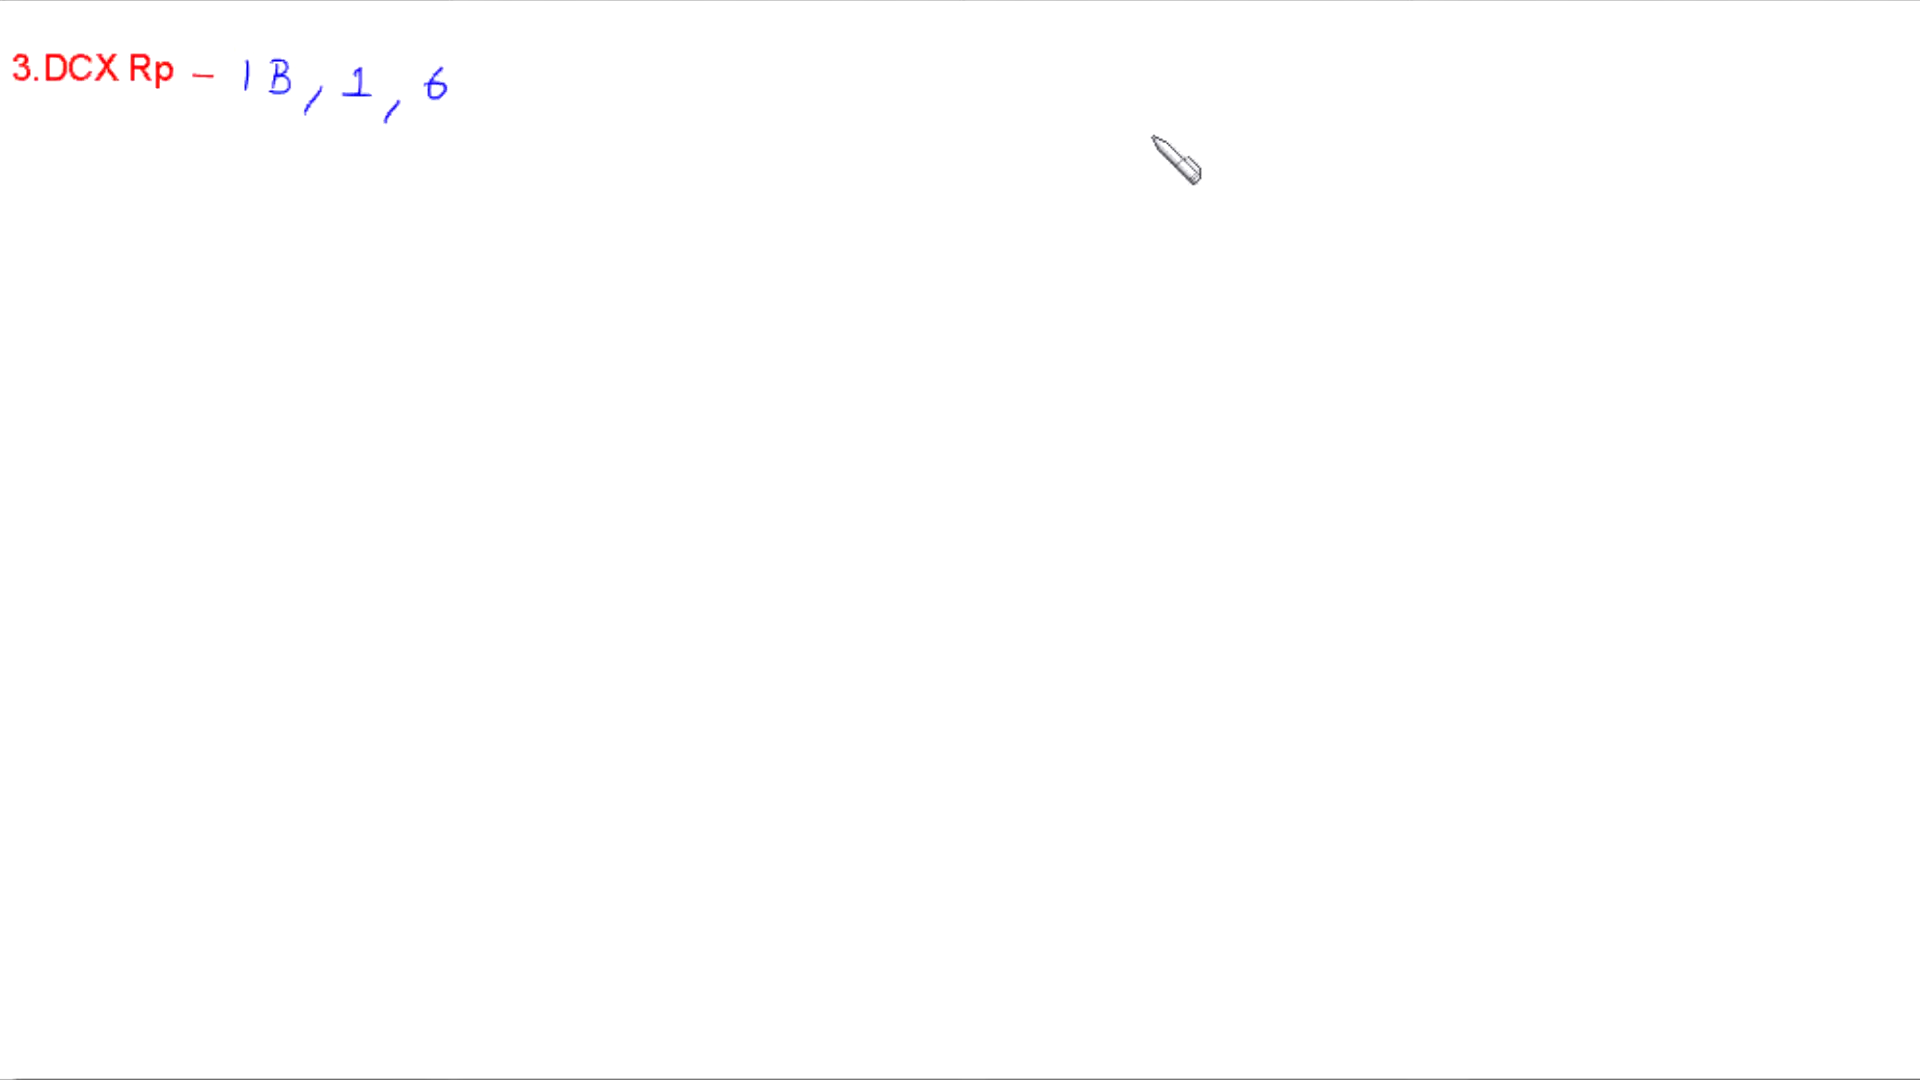 3.DCX Rp – 1B, 1, 6